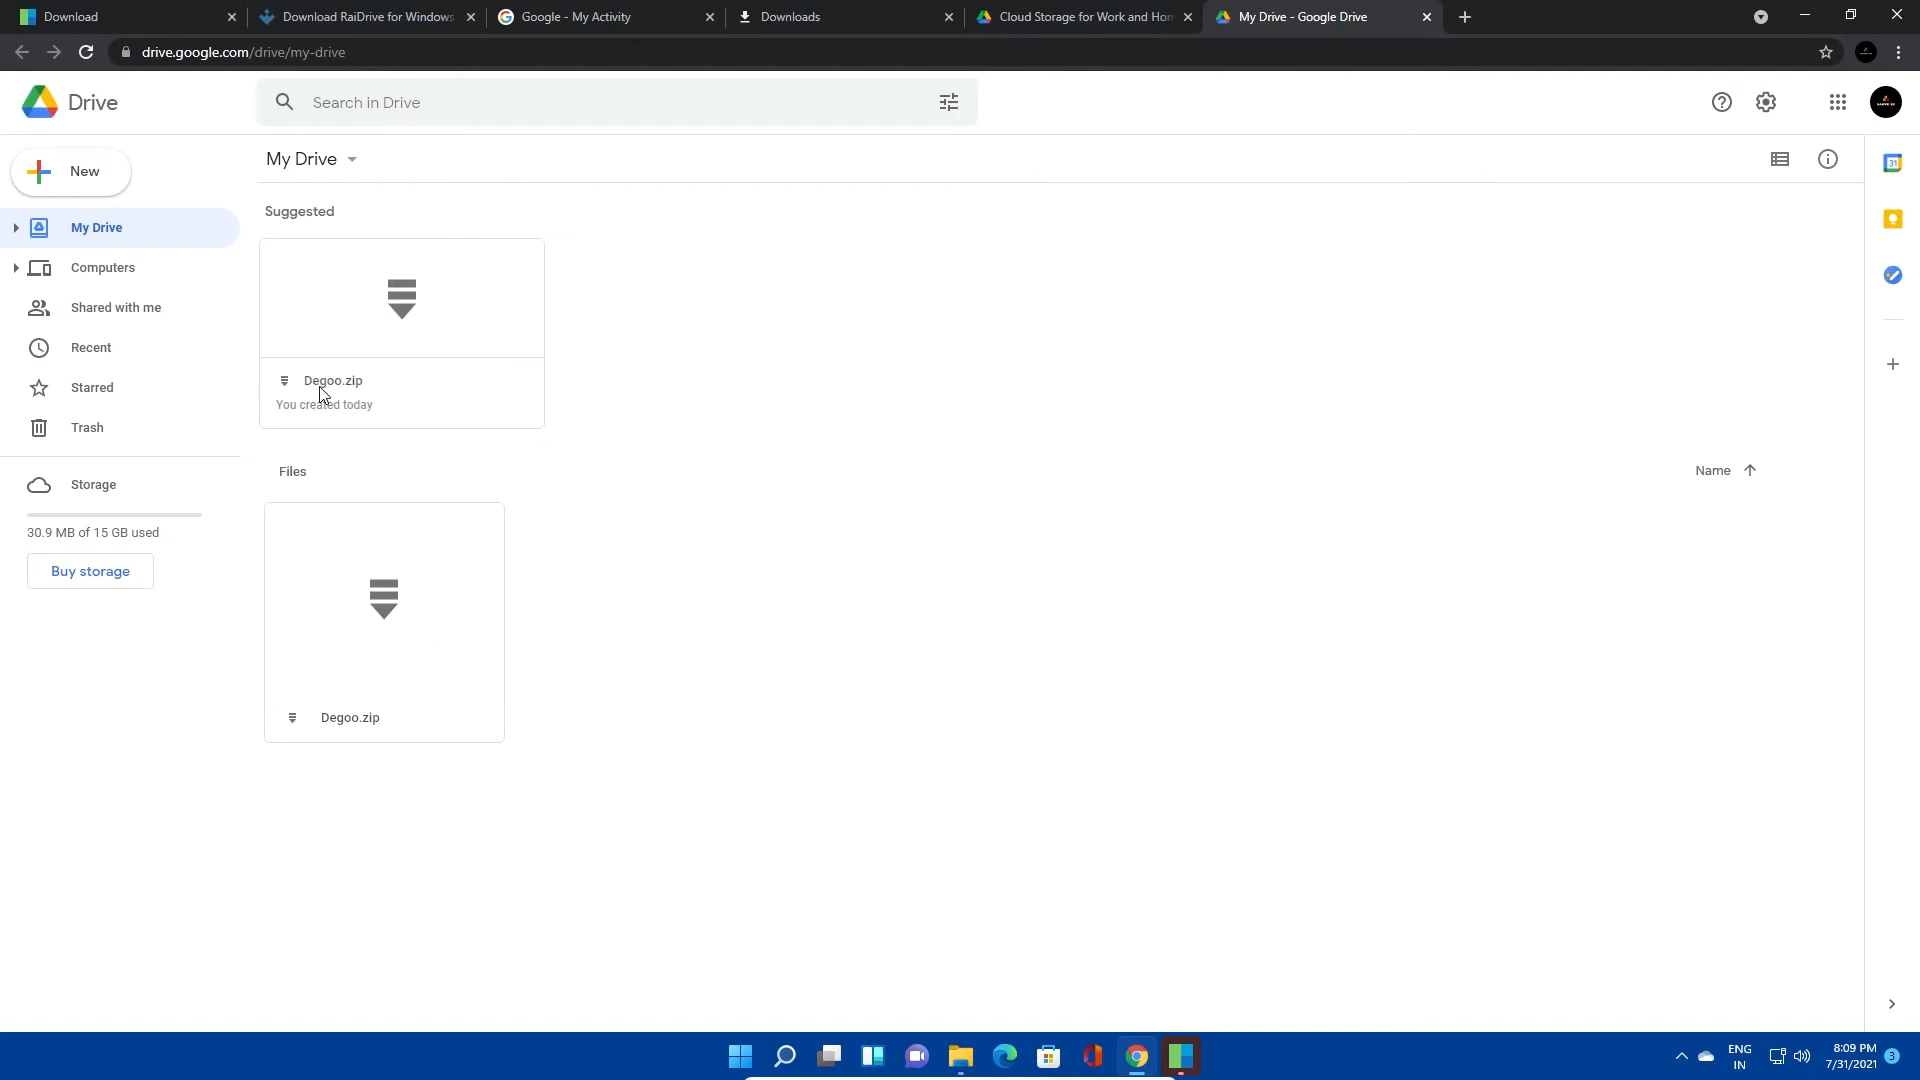 Download
Download RaiDrive for Windows
Google - My Activity
Downloads
Cloud Storage for Work and Hom
My Drive - Google Drive
drive.google.com/drive/my-drive
Drive
Search in Drive
New
My Drive
Computers
Shared with me
Recent
Starred
Trash
Storage
30.9 MB of 15 GB used
Buy storage
My Drive
Suggested
Degoo.zip
You created today
Files
Name
Degoo.zip
31
ENG
IN
8:09 PM
7/31/2021
3